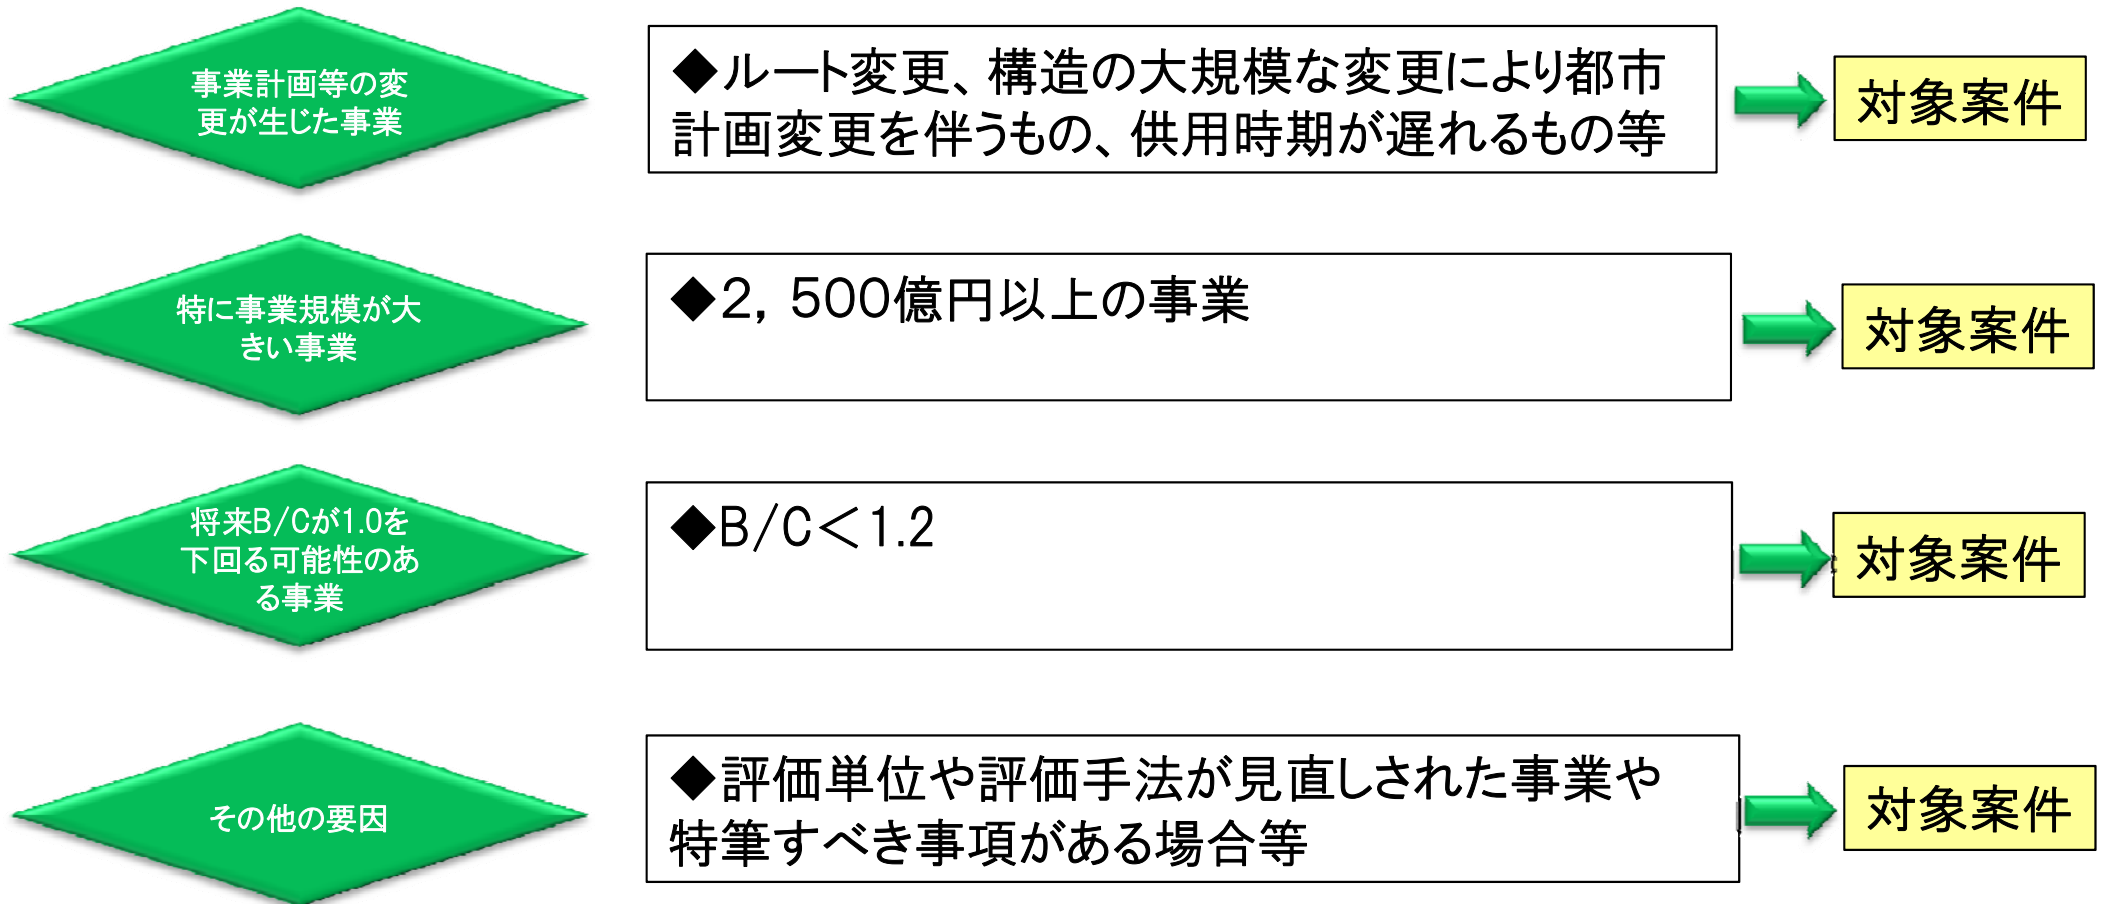 事業計画等の変
更が生じた事業
◆ルート変更、構造の大規模な変更により都市
計画変更を伴うもの、供用時期が遅れるもの等
対象案件
特に事業規模が大
きい事業
◆2，500億円以上の事業
対象案件
将来B/Cが1.0を
下回る可能性のあ
る事業
◆B/C＜1.2
対象案件
その他の要因
◆評価単位や評価手法が見直しされた事業や
特筆すべき事項がある場合等
対象案件